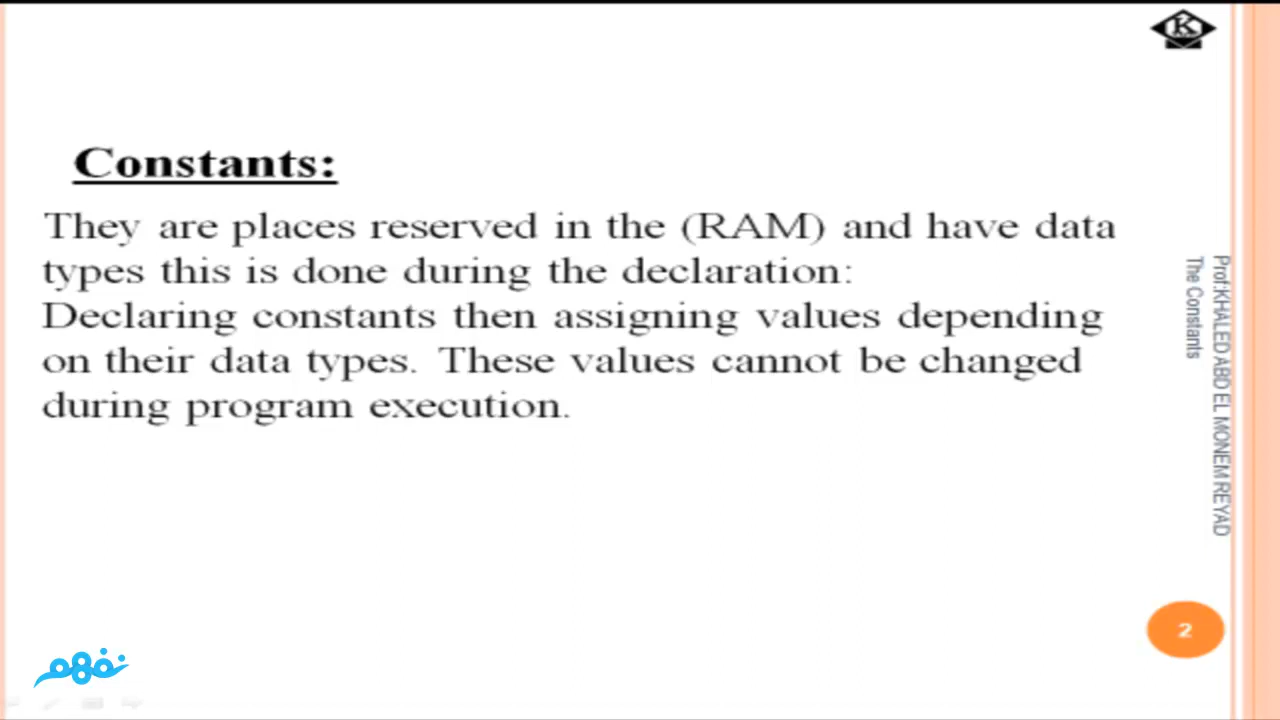 K
Constants:
They are places reserved in the (RAM) and have data
types this is done during the declaration:
Declaring constants then assigning values depending
on their data types. These values cannot be changed
during program execution.
Prof:KHALED ABD EL MONEM REYAD
The Constants
2
نفهم